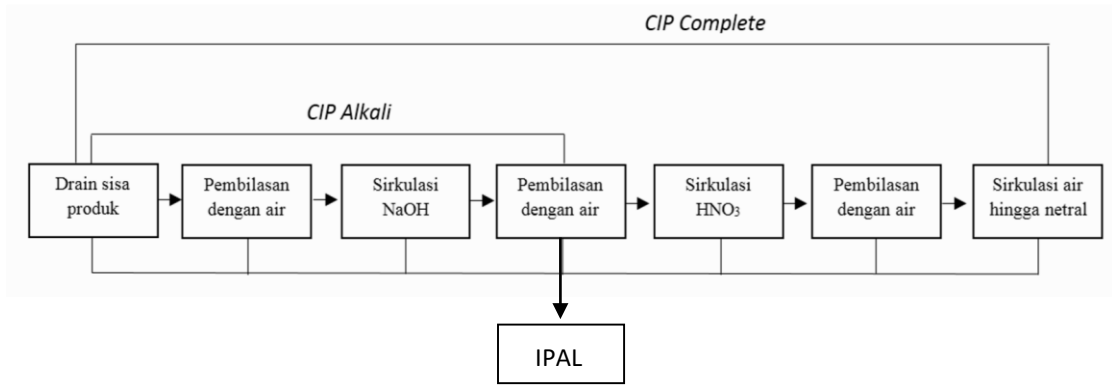 CIP Complete
CIP Alkali
Drain sisa
produk
Pembilasan
dengan air
Sirkulasi
NaOH
Pembilasan
dengan air
Sirkulasi
HNO₃
Pembilasan
dengan air
Sirkulasi air
hingga netral
IPAL